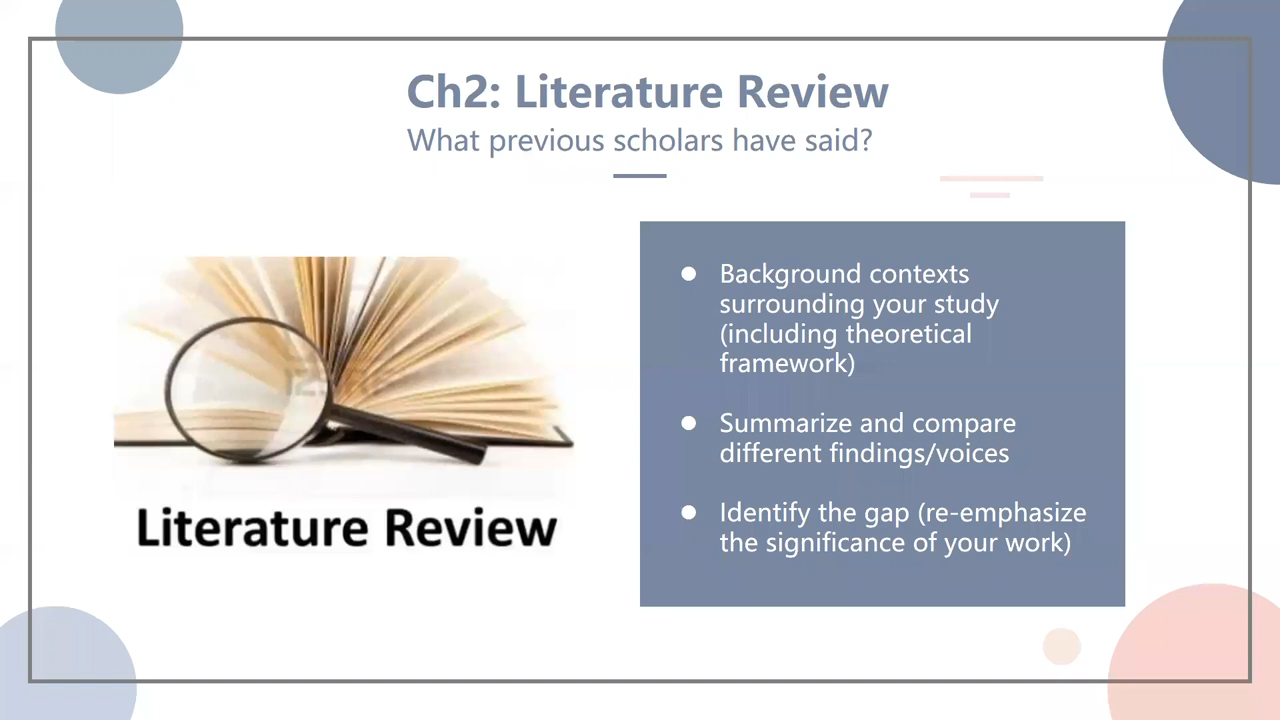 Ch2: Literature Review
What previous scholars have said?
Literature Review
● Background contexts
surrounding your study
(including theoretical
framework)
● Summarize and compare
different findings/voices
● Identify the gap (re-emphasize
the significance of your work)